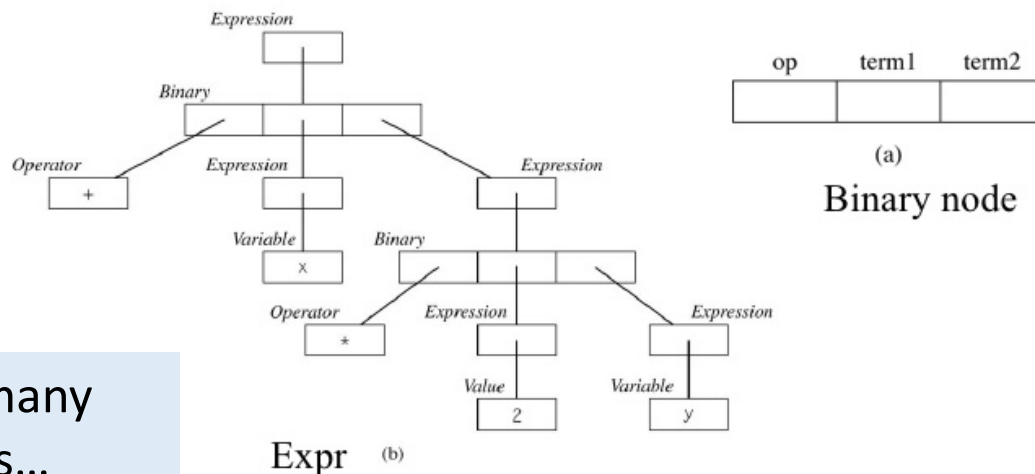 Expression
Binary
Operator
+
Expression
Variable
x
Expression
Binary
Operator
*
Expression
Value
2
Expression
Variable
y
Expr (b)
op term1 term2
(a)
Binary node
many
s...